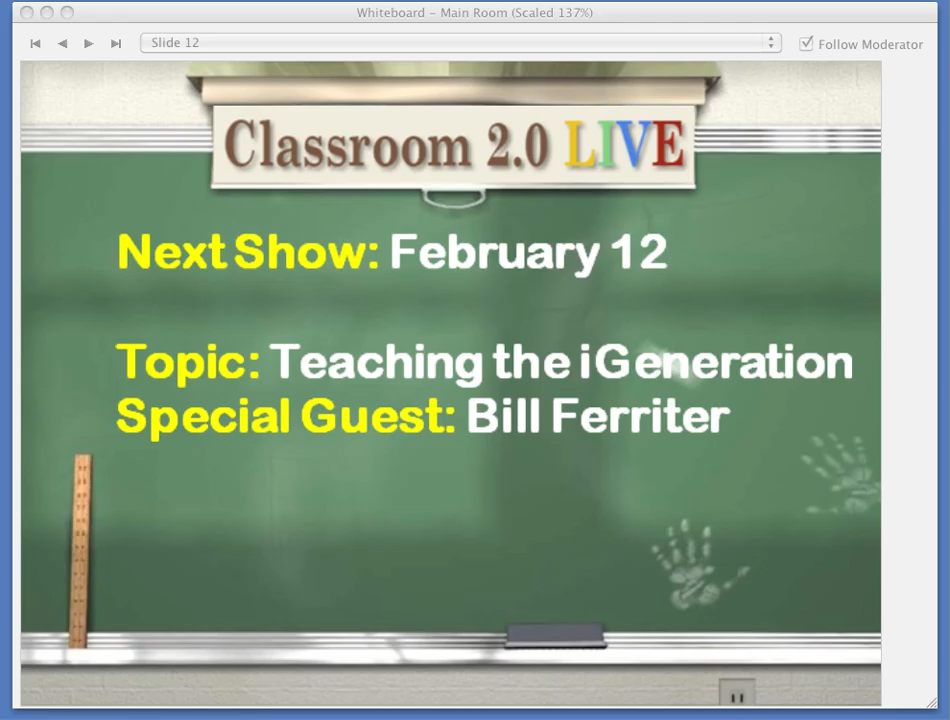 Whiteboard – Main Room (Scaled 137%)
Slide 12
Follow Moderator
Classroom 2.0 LIVE
Next Show: February 12
Topic: Teaching the iGeneration
Special Guest: Bill Ferriter